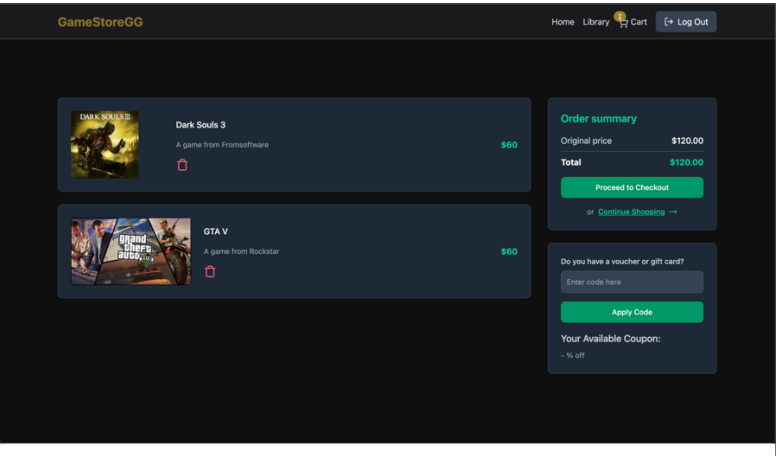 GameStoreGG
Home Library 2 Cart Log Out
DARK SOULS III
Dark Souls 3
A game from Fromsoftware
$60
grand
theft
auto
GTA V
A game from Rockstar
$60
Order summary
Original price $120.00
Total $120.00
Proceed to Checkout
or Continue Shopping →
Do you have a voucher or gift card?
Enter code here
Apply Code
Your Available Coupon:
- % off